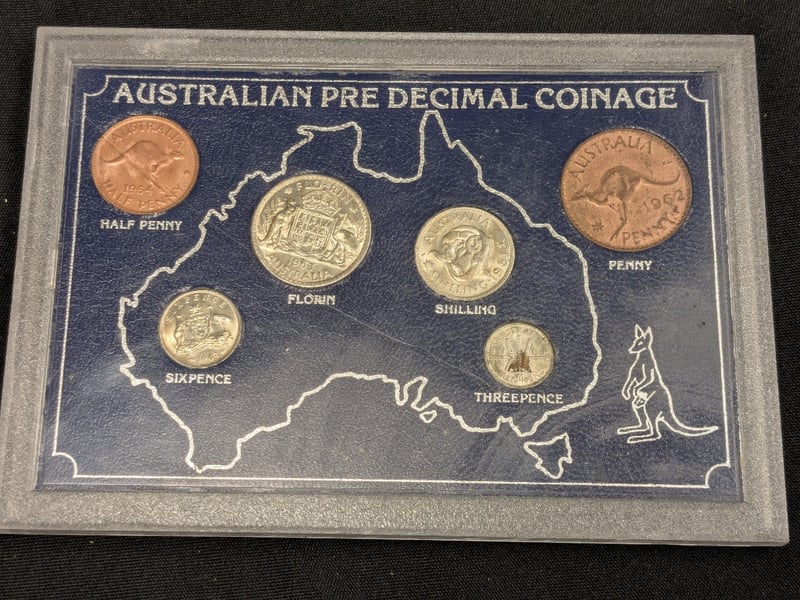 AUSTRALIAN PRE DECIMAL COINAGE
AUSTRALIA
1964
HALF PENNY
HALF PENNY
FLORIN
AUSTRALIA
FLORIN
AUSTRALIA
SHILLING
SHILLING
AUSTRALIA
1962
PENNY
PENNY
SIXPENCE
THREEPENCE